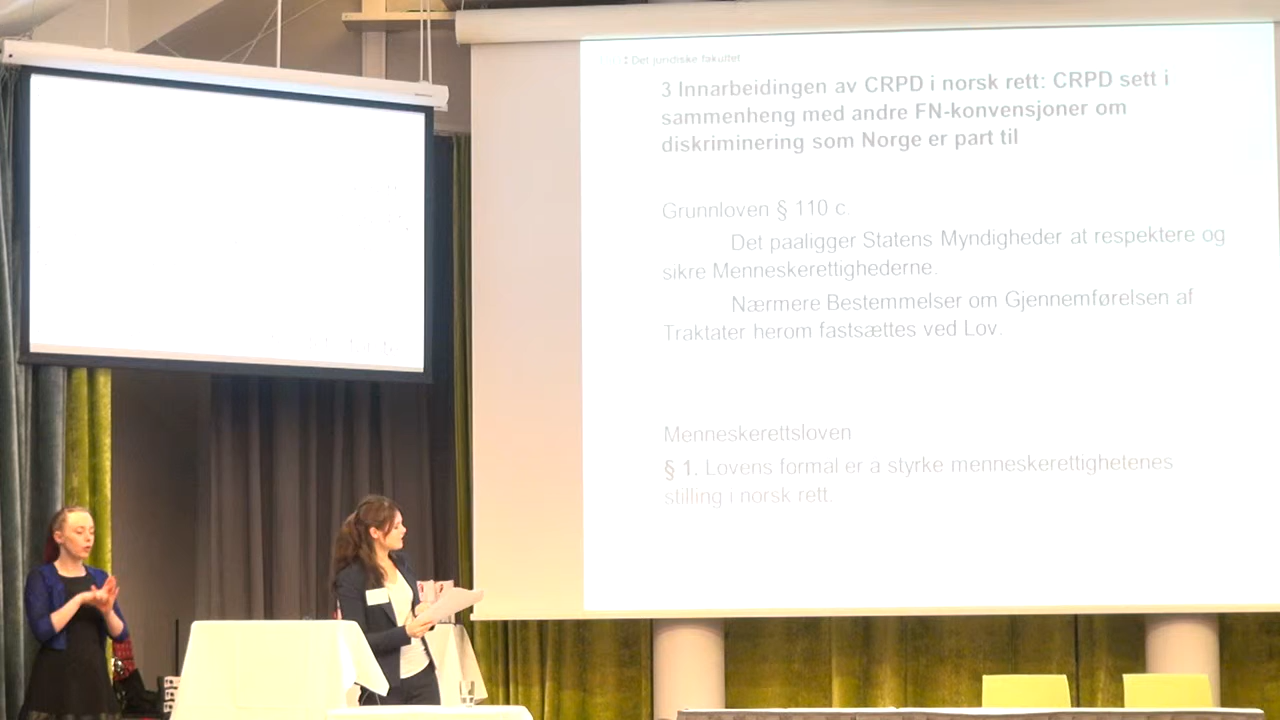 Det juridiske fakultet
3 Innarbeidingen av CRPD i norsk rett: CRPD sett i
sammenheng med andre FN-konvensjoner om
diskriminering som Norge er part til
Grunnloven § 110 c.
Det paaligger Statens Myndigheder at respektere og
sikre Menneskerettighederne.
Nærmere Bestemmelser om Gjennemførelsen af
Traktater herom fastsættes ved Lov.
Menneskerettsloven
§ 1. Lovens formal er a styrke menneskerettighetenes
stilling i norsk rett.